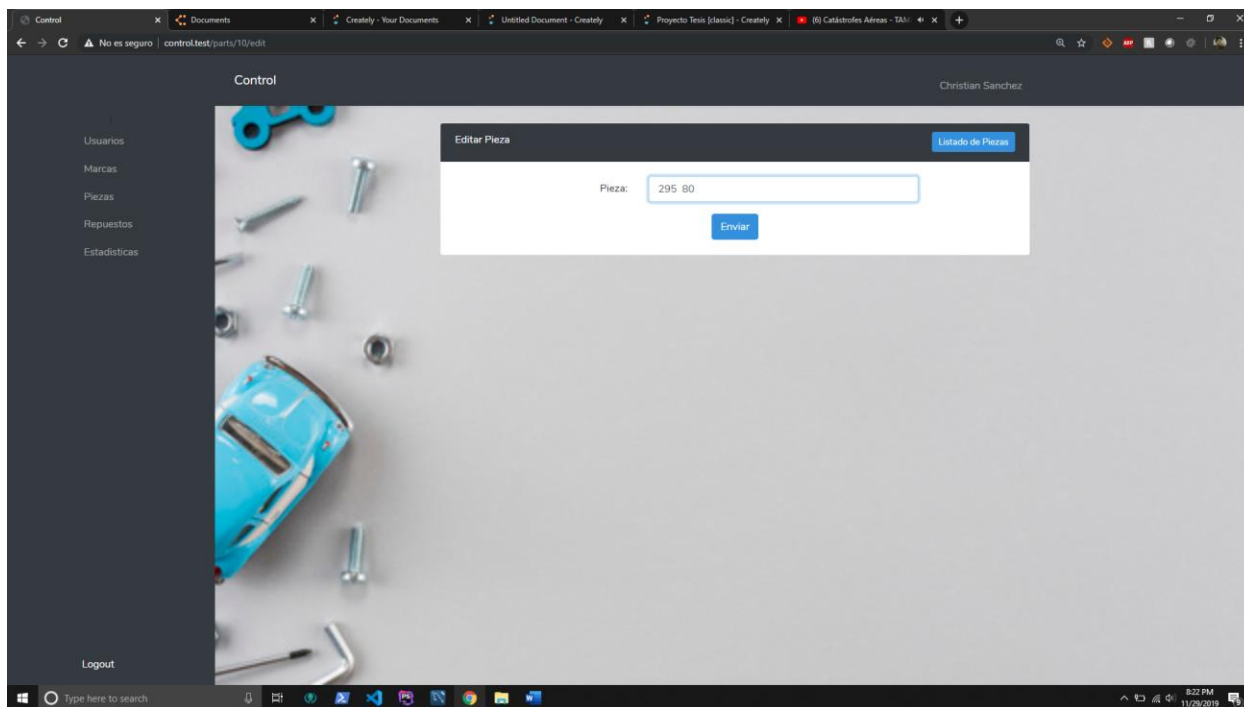 Control
Documents
Creately - Your Documents
Untitled Document - Creately
Proyecto Tesis [classic] - Creately
(6) Catástrofes Aéreas - TAM
No es seguro
control.test/parts/10/edit
ABP
Control
Christian Sanchez
Usuarios
Marcas
Piezas
Repuestos
Estadisticas
Editar Pieza
Listado de Piezas
Pieza:
295 80
Enviar
Logout
Type here to search
8:22 PM
11/29/2019